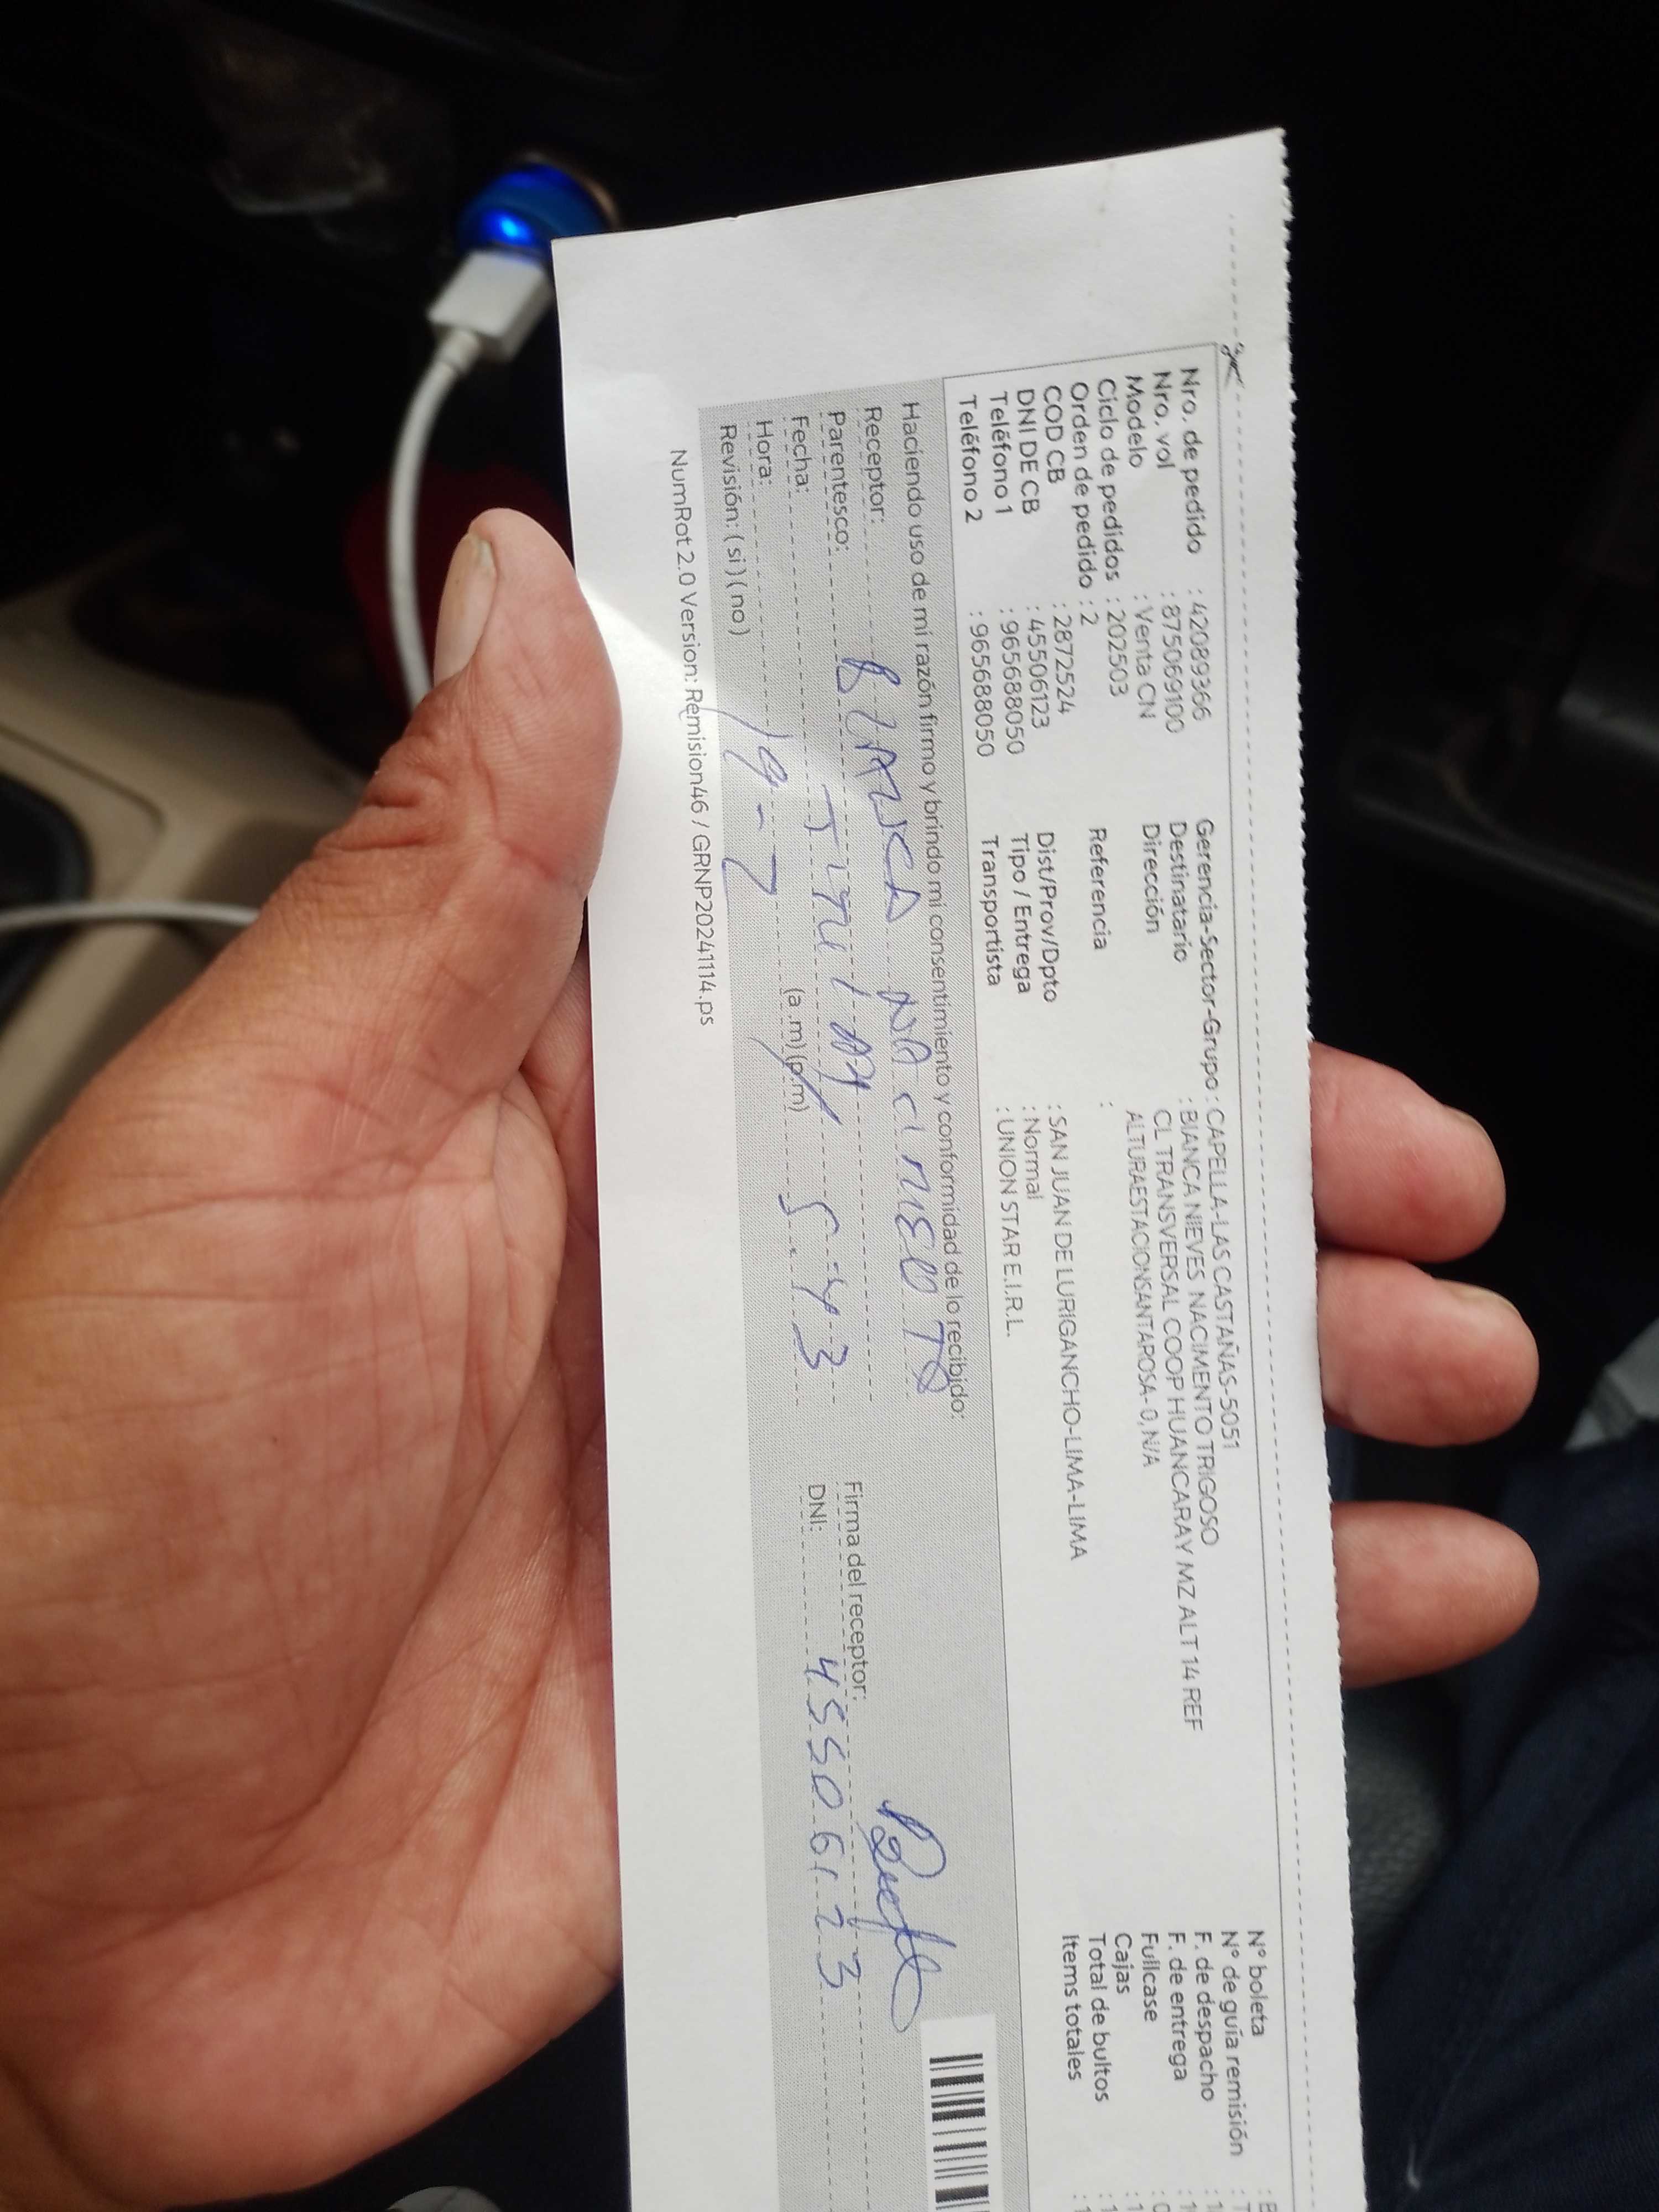 Nro. de pedido : 42089366
Nro. vol : 875069100
Modelo : Venta CN
Ciclo de pedidos : 202503
Orden de pedido : 2
COD CB : 2872524
DNI DE CB : 45506123
Teléfono 1 : 965688050
Teléfono 2 : 965688050
Gerencia-Sector-Grupo : CAPELLA-LAS CASTAÑAS-5051
Destinatario : BIANCA NIEVES NACIMENTO TRIGOSO
Dirección CL TRANSVERSAL COOP HUANCARAY MZ A LT 14 REF
ALTURAESTACIONSANTAROSA- 0, N/A
Referencia :
Dist/Prov/Dpto : SAN JUAN DE LURIGANCHO-LIMA-LIMA
Tipo / Entrega : Normal
Transportista : UNION STAR E.I.R.L.
N° boleta
N° de guía remisión
F. de despacho
F. de entrega
Fullcase
Cajas
Total de bultos
Items totales
Haciendo uso de mi razón firmo y brindo mi consentimiento y conformidad de lo recibido:
Receptor: NACIMEO
Parentesco:
Fecha: 5 43
Hora: 19-2 (a.m)(p.m)
Revisión: (si) (no)
Firma del receptor:
DNI: 45506123
NumRot 2.0 Version: Remision46 / GRNP20241114.ps